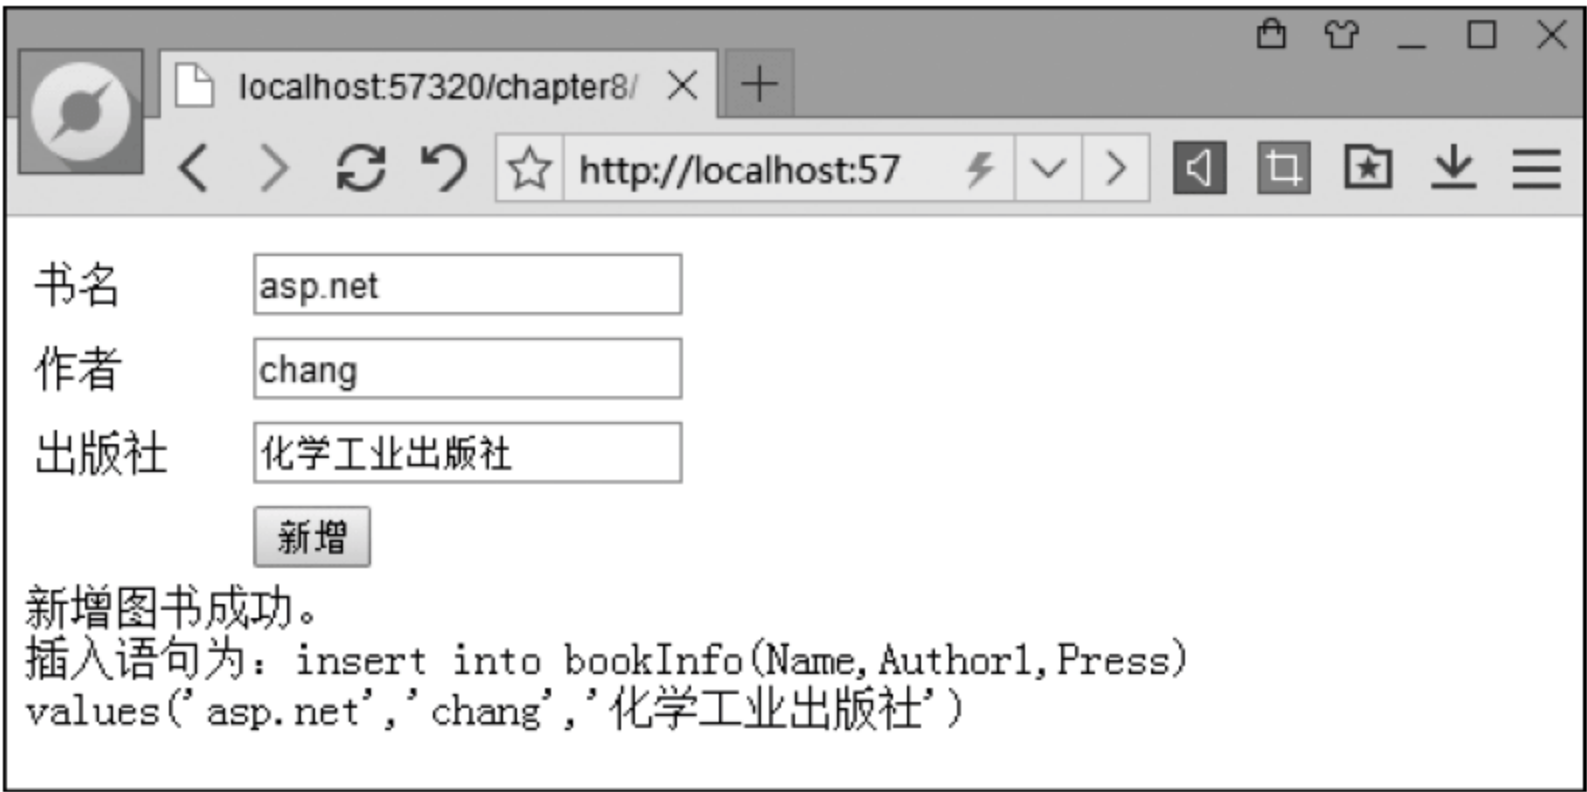 localhost:57320/chapter8/
http://localhost:57
书名 asp.net
作者 chang
出版社 化学工业出版社
新增
新增图书成功。
插入语句为: insert into bookInfo(Name,Author1,Press)
values('asp.net','chang','化学工业出版社')